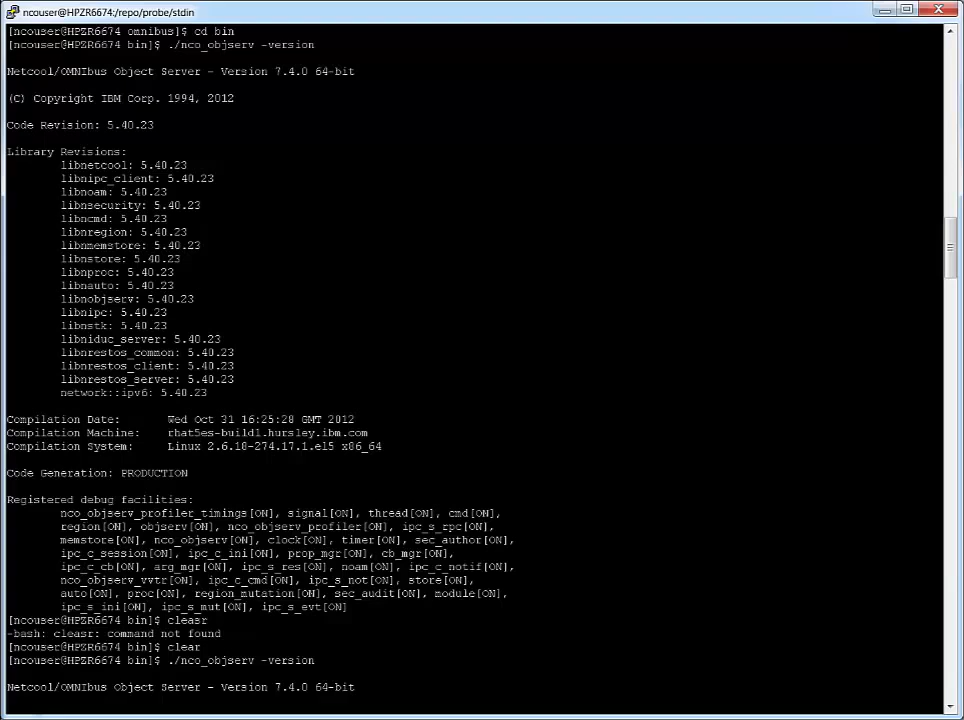 ncouser@HPZR6674:/repo/probe/stdin
[ncouser@HPZR6674 omnibus]$ cd bin
[ncouser@HPZR6674 bin]$ ./nco_objserv -version
Netcool/OMNIbus Object Server - Version 7.4.0 64-bit
(C) Copyright IBM Corp. 1994, 2012
Code Revision: 5.40.23
Library Revisions:
libnetcool: 5.40.23
libnipc_client: 5.40.23
libnoam: 5.40.23
libnsecurity: 5.40.23
libncmd: 5.40.23
libnregion: 5.40.23
libnmemstore: 5.40.23
libnstore: 5.40.23
libnproc: 5.40.23
libnauto: 5.40.23
libnobjserv: 5.40.23
libnipc: 5.40.23
libnstk: 5.40.23
libniduc_server: 5.40.23
libnrestos_common: 5.40.23
libnrestos_client: 5.40.23
libnrestos_server: 5.40.23
network::ipv6: 5.40.23
Compilation Date: Wed Oct 31 16:25:28 GMT 2012
Compilation Machine: rhat5es-build1.hursley.ibm.com
Compilation System: Linux 2.6.18-274.17.1.el5 x86_64
Code Generation: PRODUCTION
Registered debug facilities:
nco_objserv_profiler_timings[ON], signal[ON], thread[ON], cmd[ON],
region[ON], objserv[ON], nco_objserv_profiler[ON], ipc_s_rpc[ON],
memstore[ON], nco_objserv[ON], clock[ON], timer[ON], sec_author[ON],
ipc_c_session[ON], ipc_c_ini[ON], prop_mgr[ON], cb_mgr[ON],
ipc_c_cb[ON], arg_mgr[ON], ipc_s_res[ON], noam[ON], ipc_c_notif[ON],
nco_objserv_vvtr[ON], ipc_c_cmd[ON], ipc_s_not[ON], store[ON],
auto[ON], proc[ON], region_mutation[ON], sec_audit[ON], module[ON],
ipc_s_ini[ON], ipc_s_mut[ON], ipc_s_evt[ON]
[ncouser@HPZR6674 bin]$ cleasr
-bash: cleasr: command not found
[ncouser@HPZR6674 bin]$ clear
[ncouser@HPZR6674 bin]$ ./nco_objserv -version
Netcool/OMNIbus Object Server - Version 7.4.0 64-bit